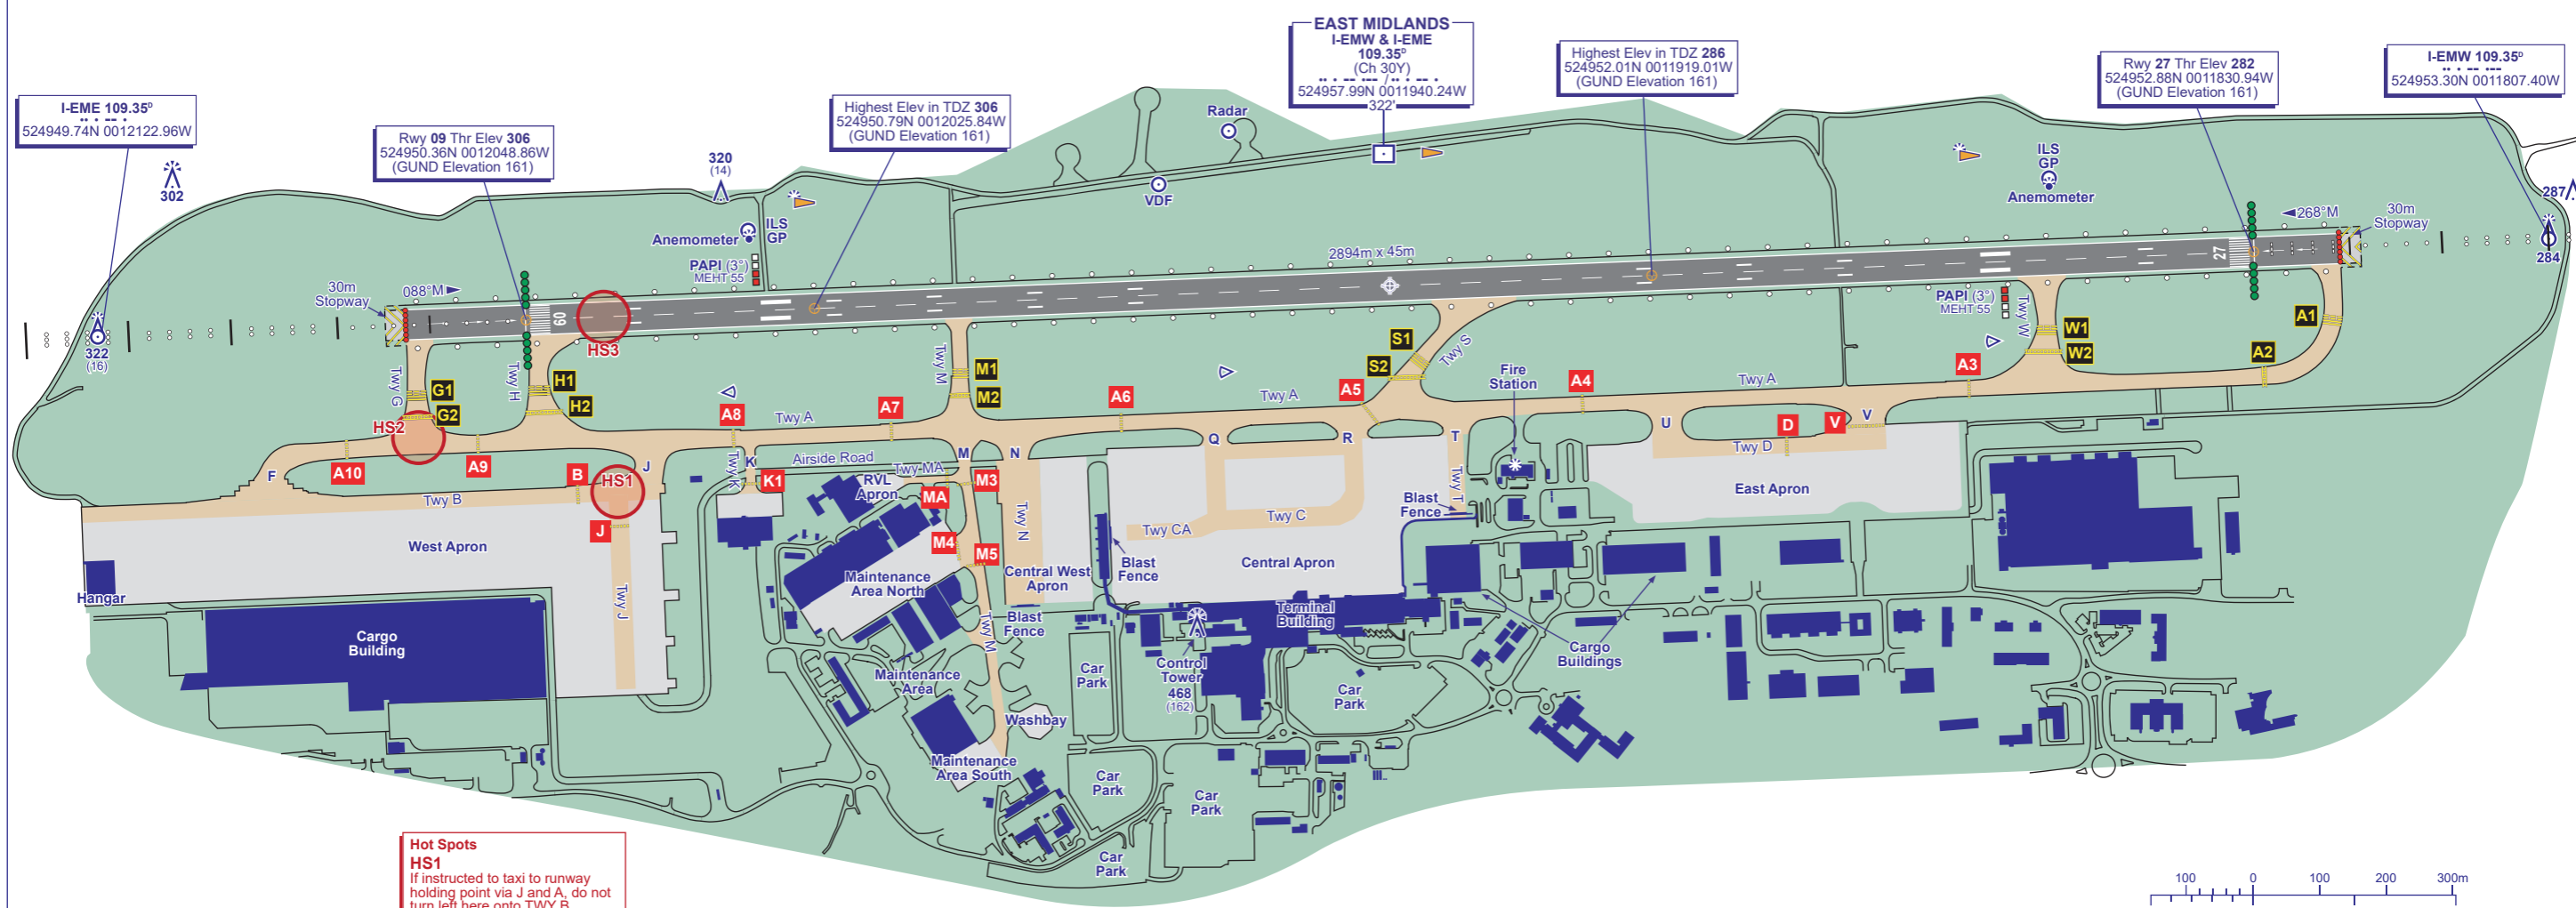 EAST MIDLANDS
I-EMW & I-EME
109.35ᴰ
(Ch 30Y)
524957.99N 0011940.24W
322'
Highest Elev in TDZ 286
524952.01N 0011919.01W
(GUND Elevation 161)
Rwy 27 Thr Elev 282
524952.88N 0011830.94W
(GUND Elevation 161)
I-EMW 109.35ᴰ
524953.30N 0011807.40W
I-EME 109.35ᴰ
524949.74N 0012122.96W
Rwy 09 Thr Elev 306
524950.36N 0012048.86W
(GUND Elevation 161)
Highest Elev in TDZ 306
524950.79N 0012025.84W
(GUND Elevation 161)
Radar
VDF
302
320
(14)
ILS
GP
Anemometer
PAPI (3°)
MEHT 55
ILS
GP
Anemometer
287
268°M
30m
Stopway
284
2894m x 45m
27
30m
Stopway
088°M
09
HS3
322
(16)
PAPI (3°)
MEHT 55
Twy W
W1
W2
A1
A2
A3
Twy G
G1
G2
Twy H
H1
H2
HS2
Twy M
M1
M2
S1
S2
Twy S
Fire
Station
A4
A5
A6
A7
A8
A9
A10
Twy A
Twy A
Twy A
F
B
HS1
J
Twy B
J
Twy J
K
Twy K
K1
Airside Road
Twy MA
MA
RVL
Apron
M
N
M3
M4
M5
Twy N
Twy M
Q
R
T
Twy T
U
V
V
D
Twy D
Twy C
Twy CA
West Apron
Hangar
Cargo
Building
Maintenance
Area North
Maintenance
Area
Maintenance
Area South
Washbay
Central West
Apron
Blast
Fence
Blast
Fence
Blast
Fence
Central Apron
East Apron
Terminal
Building
Control
Tower
468
(162)
Cargo
Buildings
Car
Park
Car
Park
Car
Park
Car
Park
Car
Park
Hot Spots
HS1
If instructed to taxi to runway
holding point via J and A, do not
turn left here onto TWY B
100 0 100 200 300m